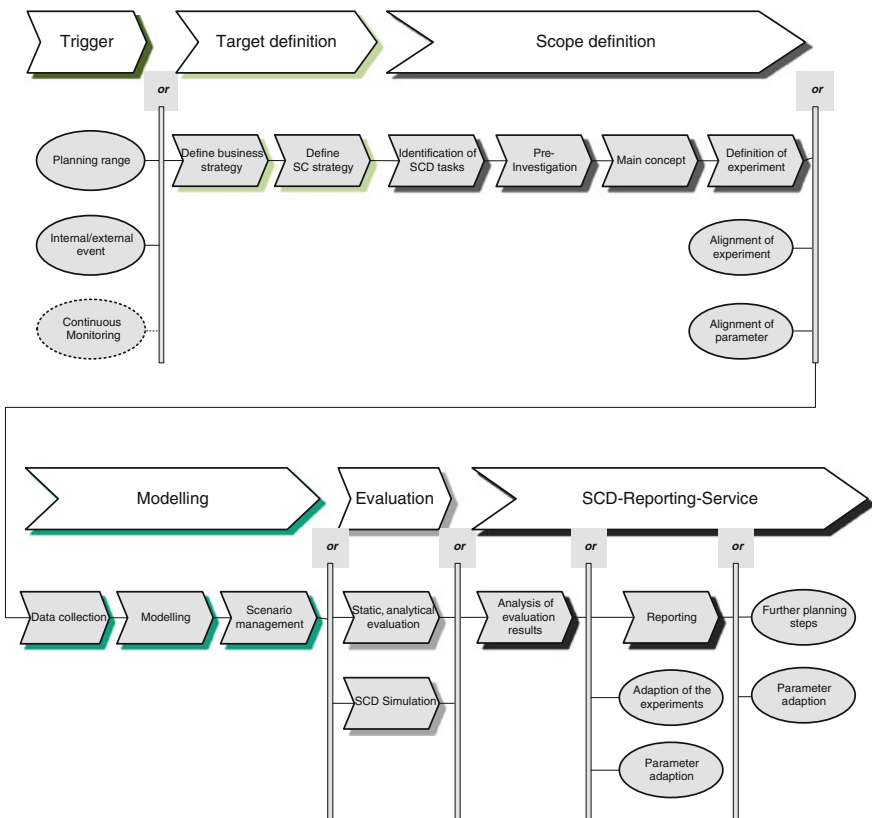 Trigger
Target definition
Scope definition
or
or
Planning range
Define business
strategy
Define
SC strategy
Identification of
SCD tasks
Pre-
Investigation
Main concept
Definition of
experiment
Internal/external
event
Alignment of
experiment
Continuous
Monitoring
Alignment of
parameter
Modelling
Evaluation
SCD-Reporting-Service
or
or
or
or
Data collection
Modelling
Scenario
management
Static, analytical
evaluation
Analysis of
evaluation
results
Reporting
Further planning
steps
SCD Simulation
Adaption of the
experiments
Parameter
adaption
Parameter
adaption